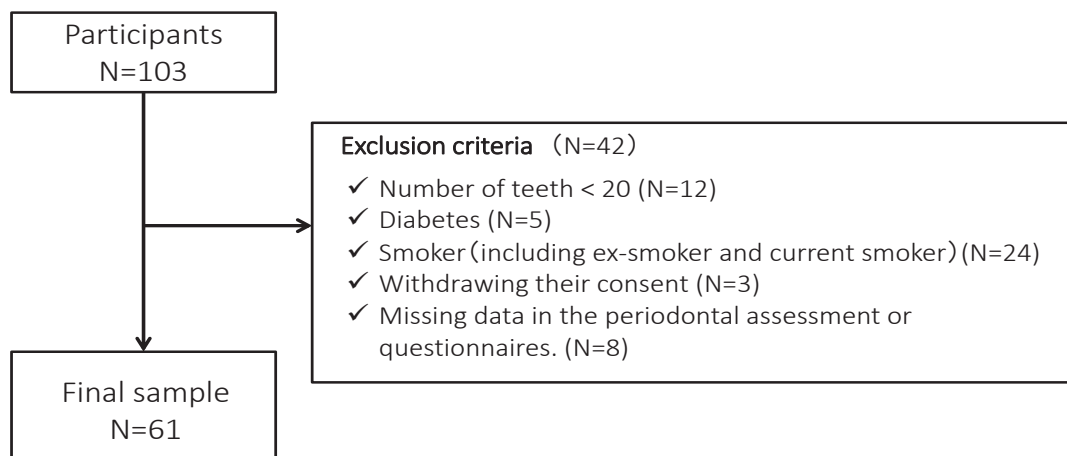 Participants
N=103
Exclusion criteria （N=42）
✓ Number of teeth < 20 (N=12)
✓ Diabetes (N=5)
✓ Smoker（including ex-smoker and current smoker）(N=24)
✓ Withdrawing their consent (N=3)
✓ Missing data in the periodontal assessment or
questionnaires. (N=8)
Final sample
N=61